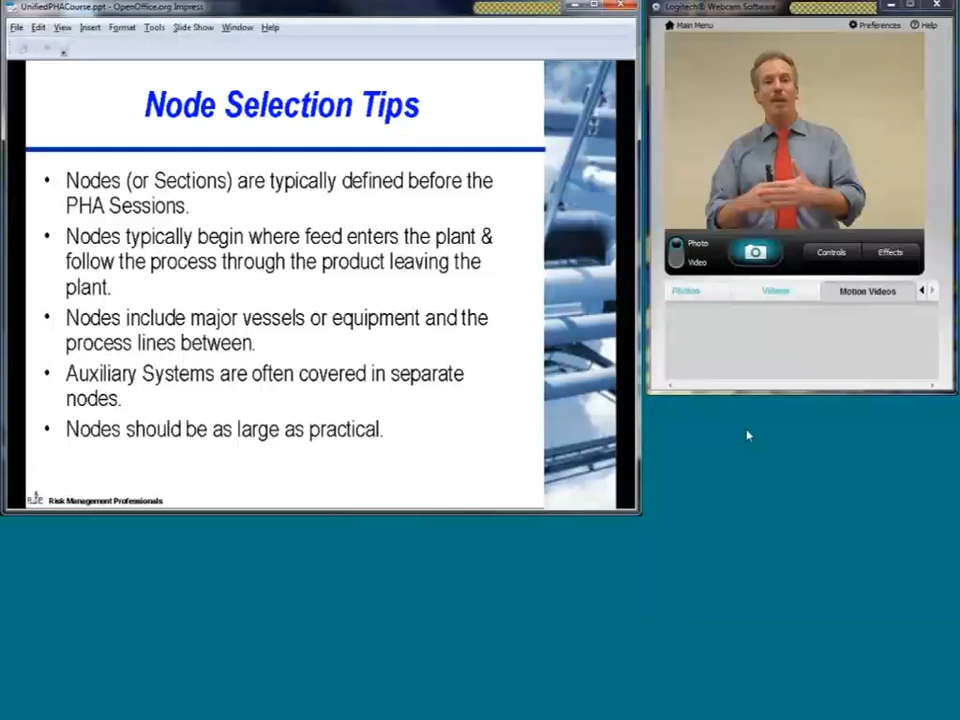 UnifiedPHACourse.ppt - OpenOffice.org Impress
File Edit View Insert Format Tools Slide Show Window Help
Node Selection Tips
• Nodes (or Sections) are typically defined before the
PHA Sessions.
• Nodes typically begin where feed enters the plant &
follow the process through the product leaving the
plant.
• Nodes include major vessels or equipment and the
process lines between.
• Auxiliary Systems are often covered in separate
nodes.
• Nodes should be as large as practical.
Risk Management Professionals
Logitech® Webcam Software
Main Menu
Preferences
Help
Photo
Video
Controls
Effects
Photos
Videos
Motion Videos